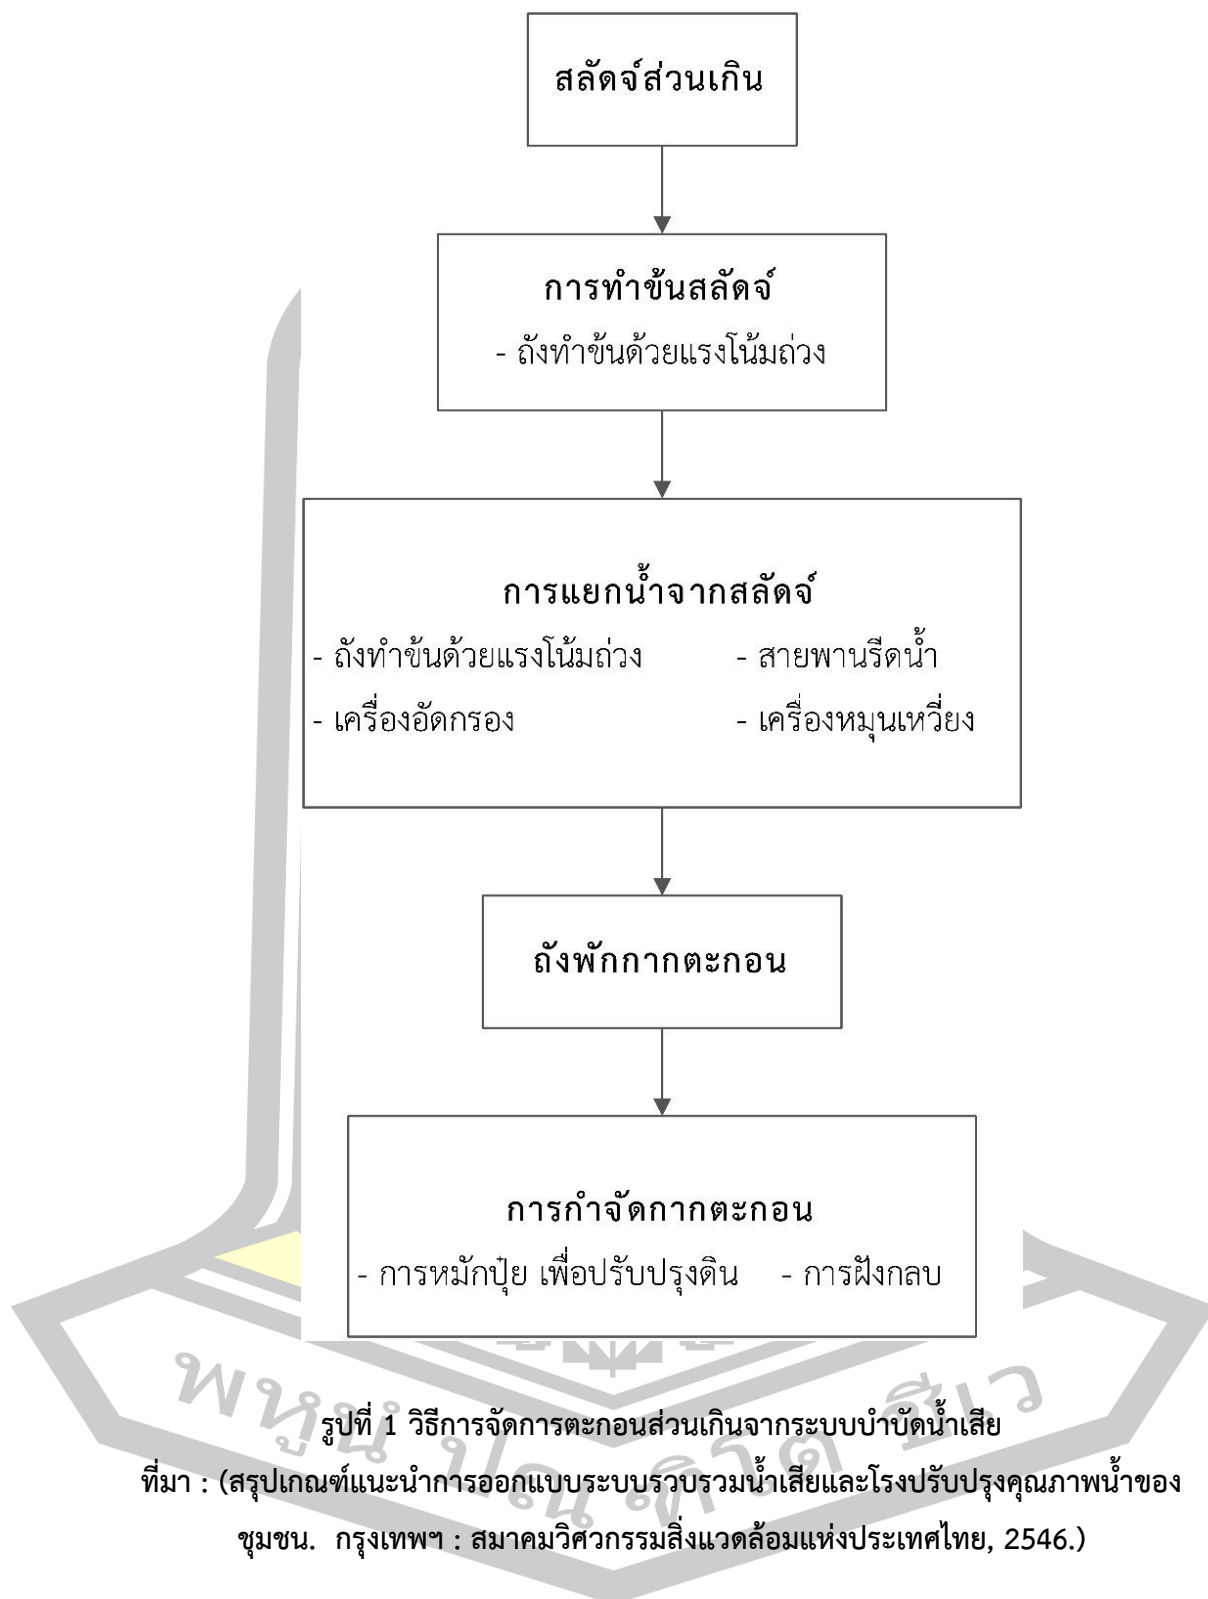 สลัดจ์ส่วนเกิน
การทำข้นสลัดจ์
- ถังทำข้นด้วยแรงโน้มถ่วง
การแยกน้ำจากสลัดจ์
- ถังทำข้นด้วยแรงโน้มถ่วง - สายพานรีดน้ำ
- เครื่องอัดกรอง - เครื่องหมุนเหวี่ยง
ถังพักกากตะกอน
การกำจัดกากตะกอน
- การหมักปุ๋ย เพื่อปรับปรุงดิน - การฝังกลบ
พหูนํ ปณฺฑิโต ชีเว
รูปที่ 1 วิธีการจัดการตะกอนส่วนเกินจากระบบบำบัดน้ำเสีย
ที่มา : (สรุปเกณฑ์แนะนำการออกแบบระบบรวบรวมน้ำเสียและโรงปรับปรุงคุณภาพน้ำของ
ชุมชน. กรุงเทพฯ : สมาคมวิศวกรรมสิ่งแวดล้อมแห่งประเทศไทย, 2546.)